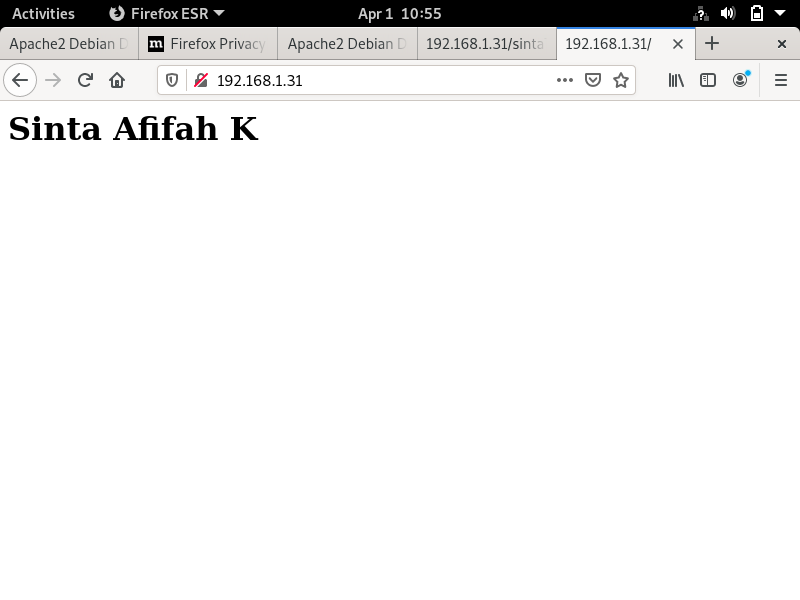 Activities Firefox ESR Apr 1 10:55
Apache2 Debian D m Firefox Privacy Apache2 Debian D 192.168.1.31/sinta 192.168.1.31/
192.168.1.31
Sinta Afifah K